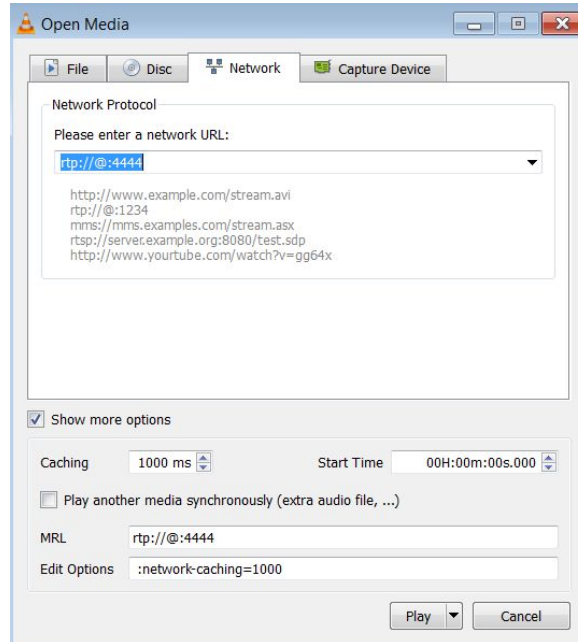 Open Media
File Disc Network Capture Device
Network Protocol
Please enter a network URL:
rtp://@:4444
http://www.example.com/stream.avi
rtp://@:1234
mms://mms.examples.com/stream.asx
rtsp://server.example.org:8080/test.sdp
http://www.yourtube.com/watch?v=gg64x
Show more options
Caching 1000 ms Start Time 00H:00m:00s.000
Play another media synchronously (extra audio file, ...)
MRL rtp://@:4444
Edit Options :network-caching=1000
Play Cancel